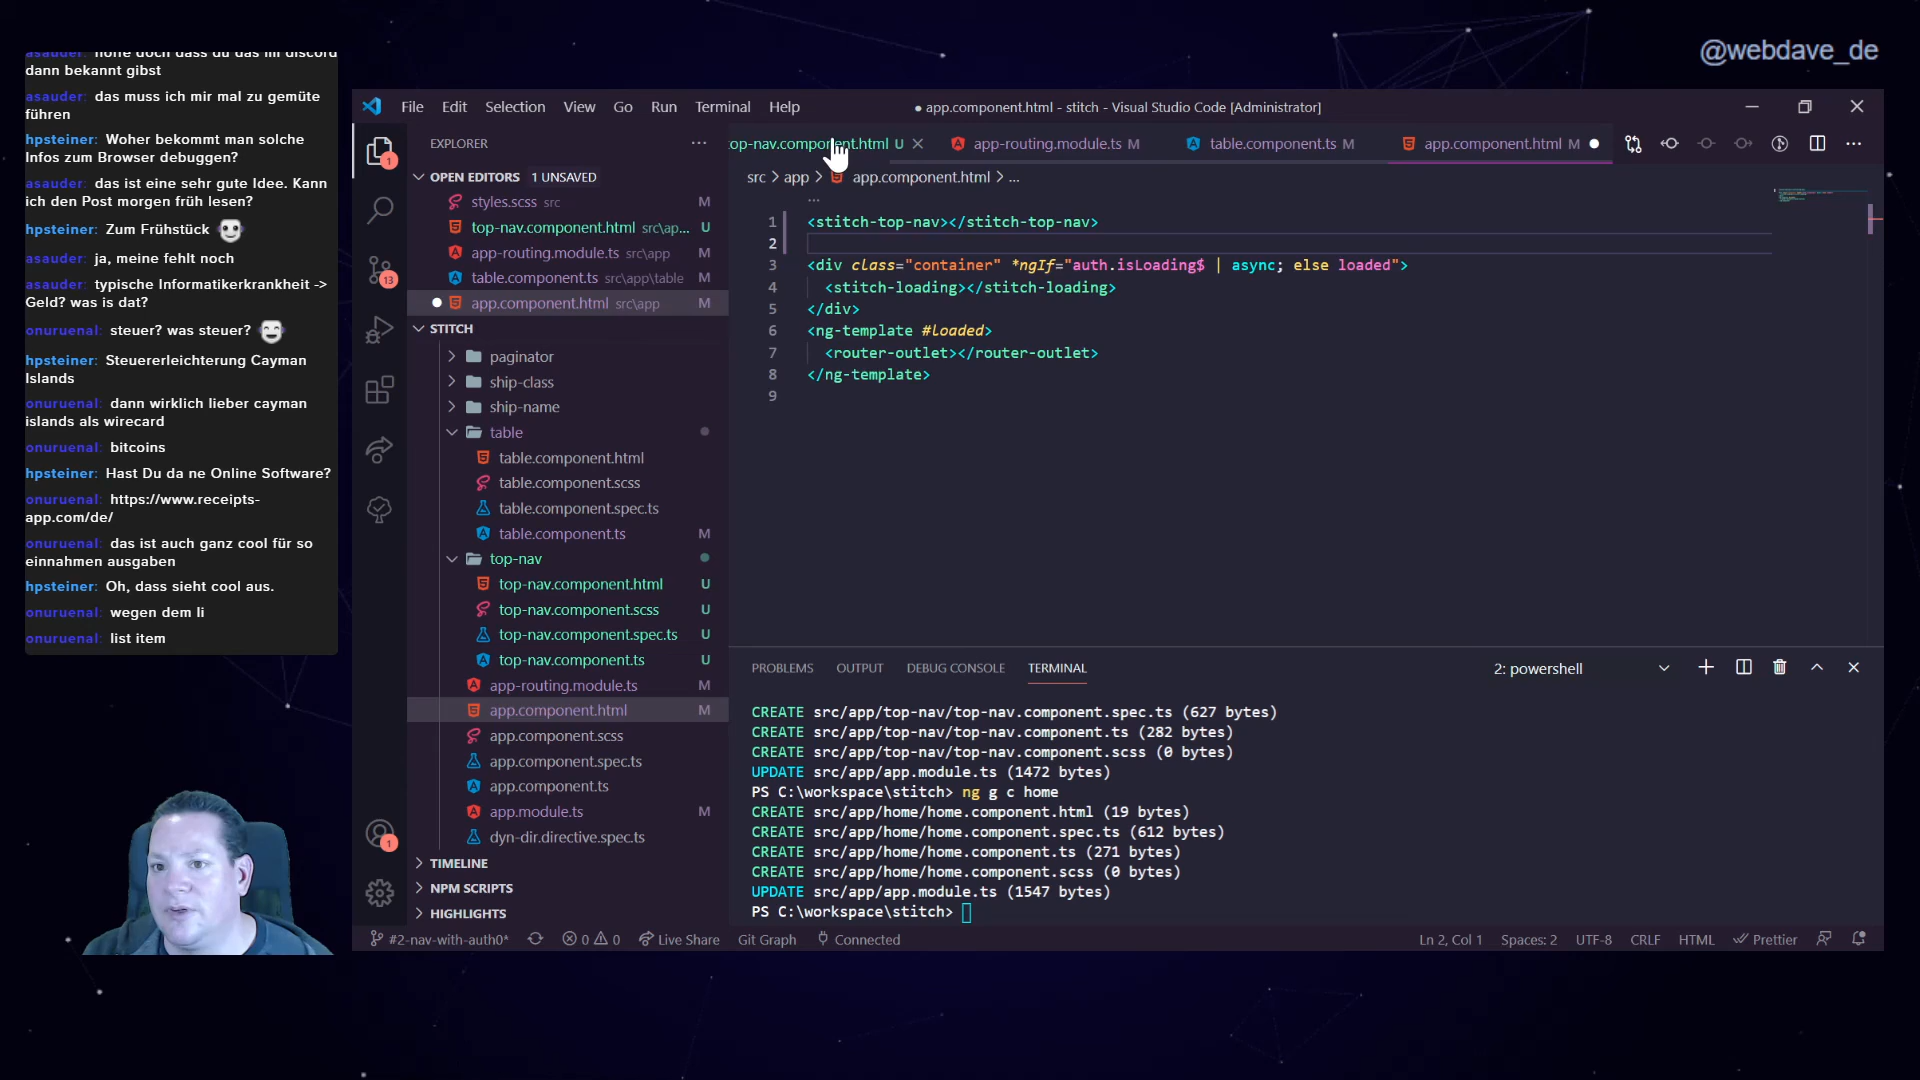 @webdave_de
asauder: hoffe doch dass du das im discord
dann bekannt gibst
asauder: das muss ich mir mal zu gemüte
führen
hpsteiner: Woher bekommt man solche
Infos zum Browser debuggen?
asauder: das ist eine sehr gute Idee. Kann
ich den Post morgen früh lesen?
hpsteiner: Zum Frühstück
asauder: ja, meine fehlt noch
asauder: typische Informatikerkrankheit ->
Geld? was is dat?
onuruenal: steuer? was steuer?
hpsteiner: Steuererleichterung Cayman
Islands
onuruenal: dann wirklich lieber cayman
islands als wirecard
onuruenal: bitcoins
hpsteiner: Hast Du da ne Online Software?
onuruenal: https://www.receipts-
app.com/de/
onuruenal: das ist auch ganz cool für so
einnahmen ausgaben
hpsteiner: Oh, dass sieht cool aus.
onuruenal: wegen dem li
onuruenal: list item
File Edit Selection View Go Run Terminal Help
● app.component.html - stitch - Visual Studio Code [Administrator]
1
13
1
EXPLORER
OPEN EDITORS 1 UNSAVED
styles.scss src M
top-nav.component.html src\ap... U
app-routing.module.ts src\app M
table.component.ts src\app\table M
app.component.html src\app M
STITCH
paginator
ship-class
ship-name
table
table.component.html
table.component.scss
table.component.spec.ts
table.component.ts M
top-nav
top-nav.component.html U
top-nav.component.scss U
top-nav.component.spec.ts U
top-nav.component.ts U
app-routing.module.ts M
app.component.html M
app.component.scss
app.component.spec.ts
app.component.ts
app.module.ts M
dyn-dir.directive.spec.ts
TIMELINE
NPM SCRIPTS
HIGHLIGHTS
op-nav.component.html U app-routing.module.ts M table.component.ts M app.component.html M
src > app > app.component.html > ...
...
1 <stitch-top-nav></stitch-top-nav>
2
3 <div class="container" *ngIf="auth.isLoading$ | async; else loaded">
4 <stitch-loading></stitch-loading>
5 </div>
6 <ng-template #loaded>
7 <router-outlet></router-outlet>
8 </ng-template>
9
PROBLEMS OUTPUT DEBUG CONSOLE TERMINAL 2: powershell
CREATE src/app/top-nav/top-nav.component.spec.ts (627 bytes)
CREATE src/app/top-nav/top-nav.component.ts (282 bytes)
CREATE src/app/top-nav/top-nav.component.scss (0 bytes)
UPDATE src/app/app.module.ts (1472 bytes)
PS C:\workspace\stitch> ng g c home
CREATE src/app/home/home.component.html (19 bytes)
CREATE src/app/home/home.component.spec.ts (612 bytes)
CREATE src/app/home/home.component.ts (271 bytes)
CREATE src/app/home/home.component.scss (0 bytes)
UPDATE src/app/app.module.ts (1547 bytes)
PS C:\workspace\stitch>
#2-nav-with-auth0* 0 0 Live Share Git Graph Connected Ln 2, Col 1 Spaces: 2 UTF-8 CRLF HTML Prettier